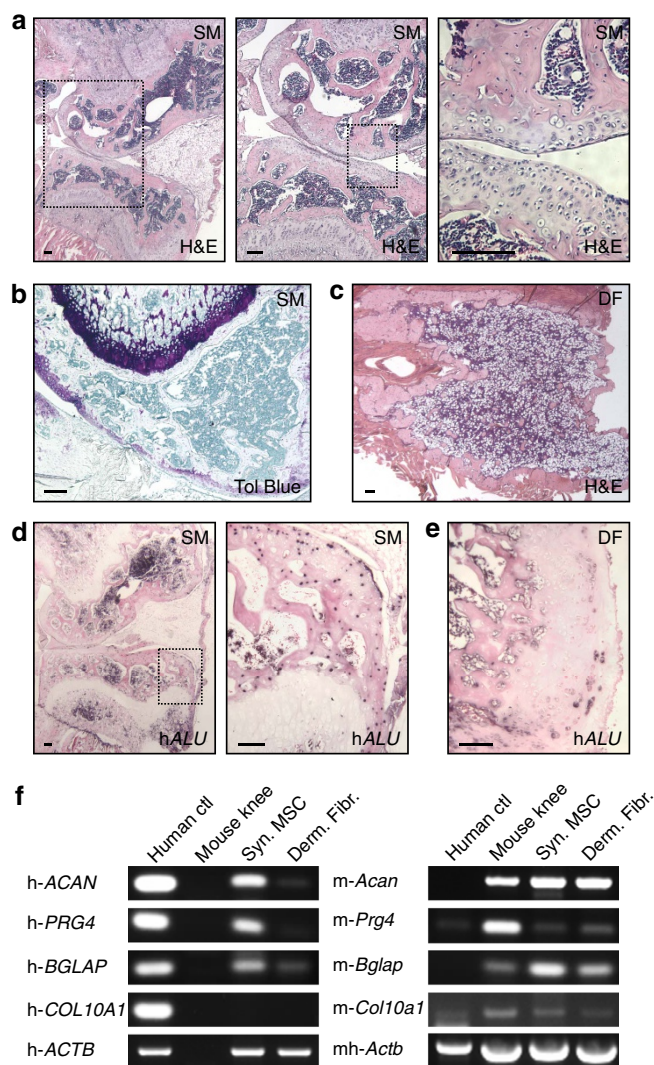 a
SM
SM
SM
H&E
H&E
H&E
b
SM
c
DF
Tol Blue
H&E
d
SM
SM
e
DF
hALU
hALU
hALU
f
Human ctl
Mouse knee
Syn. MSC
Derm. Fibr.
Human ctl
Mouse knee
Syn. MSC
Derm. Fibr.
h-ACAN
m-Acan
h-PRG4
m-Prg4
h-BGLAP
m-Bglap
h-COL10A1
m-Col10a1
h-ACTB
mh-Actb